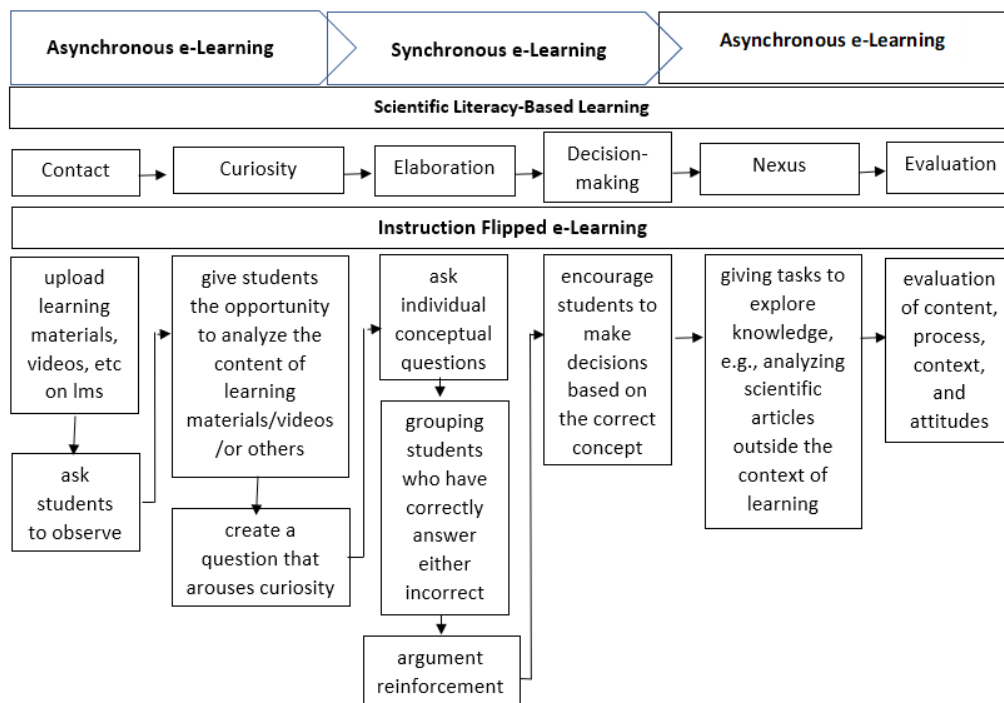 Asynchronous e-Learning
Synchronous e-Learning
Asynchronous e-Learning
Scientific Literacy-Based Learning
Contact
Curiosity
Elaboration
Decision-
making
Nexus
Evaluation
Instruction Flipped e-Learning
upload
learning
materials,
videos, etc
on lms
ask
students
to observe
give students
the opportunity
to analyze the
content of
learning
materials/videos
/or others
create a
question that
arouses curiosity
ask
individual
conceptual
questions
grouping
students
who have
correctly
answer
either
incorrect
argument
reinforcement
encourage
students to
make
decisions
based on
the correct
concept
giving tasks to
explore
knowledge,
e.g., analyzing
scientific
articles
outside the
context of
learning
evaluation
of content,
process,
context,
and
attitudes